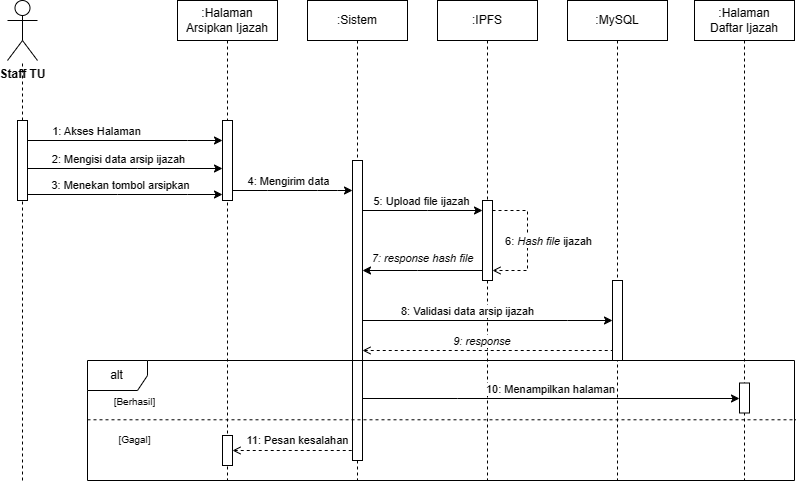 :Halaman
Arsipkan Ijazah
:Sistem
:IPFS
:MySQL
:Halaman
Daftar Ijazah
Staff TU
1: Akses Halaman
2: Mengisi data arsip ijazah
3: Menekan tombol arsipkan
4: Mengirim data
5: Upload file ijazah
6: Hash file ijazah
7: response hash file
8: Validasi data arsip ijazah
9: response
alt
[Berhasil]
10: Menampilkan halaman
[Gagal]
11: Pesan kesalahan